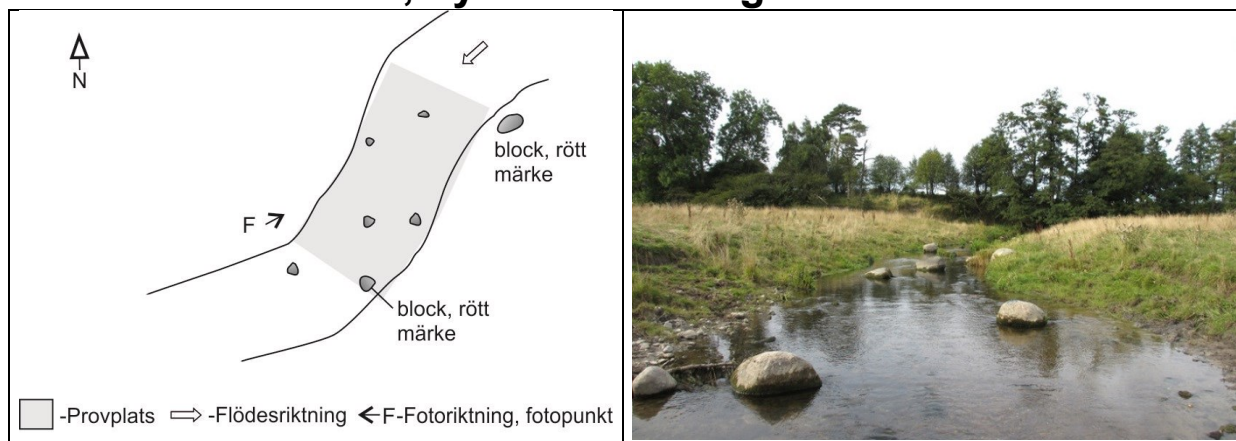 N
block, rött
märke
F
block, rött
märke
-Provplats -Flödesriktning F-Fotoriktning, fotopunkt